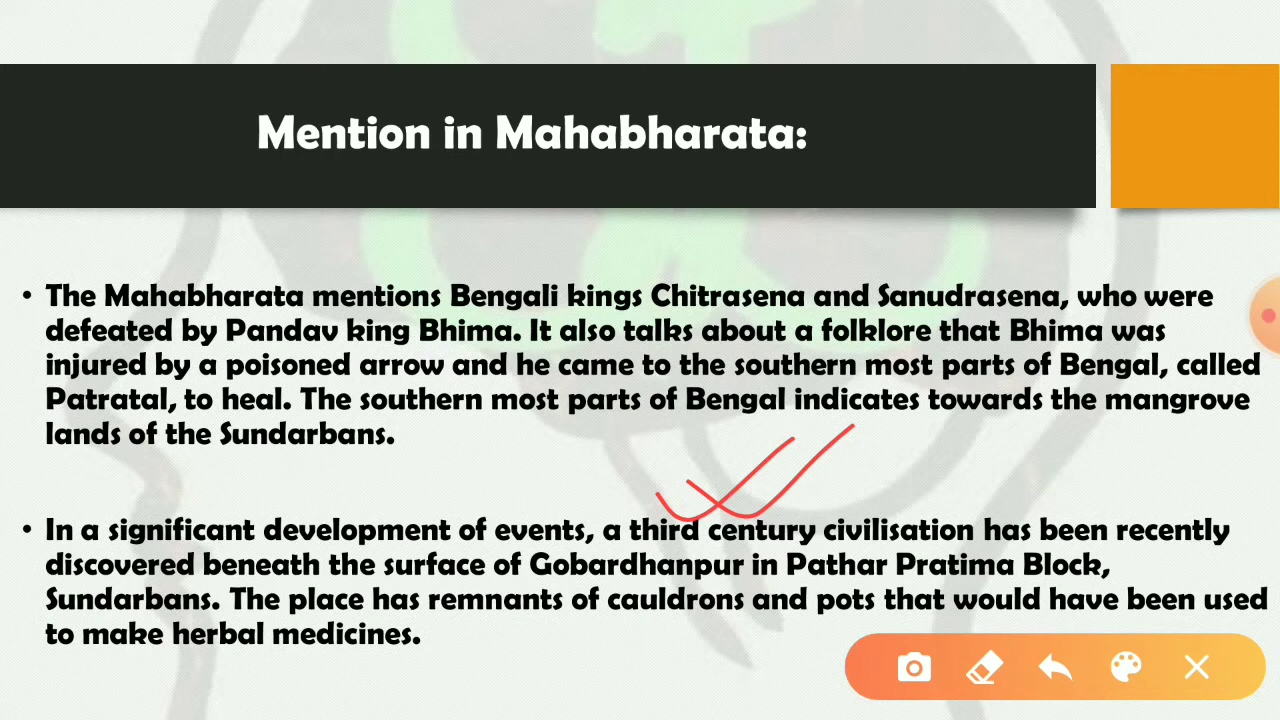 Mention in Mahabharata:
• The Mahabharata mentions Bengali kings Chitrasena and Sanudrasena, who were
defeated by Pandav king Bhima. It also talks about a folklore that Bhima was
injured by a poisoned arrow and he came to the southern most parts of Bengal, called
Patratal, to heal. The southern most parts of Bengal indicates towards the mangrove
lands of the Sundarbans.
• In a significant development of events, a third century civilisation has been recently
discovered beneath the surface of Gobardhanpur in Pathar Pratima Block,
Sundarbans. The place has remnants of cauldrons and pots that would have been used
to make herbal medicines.